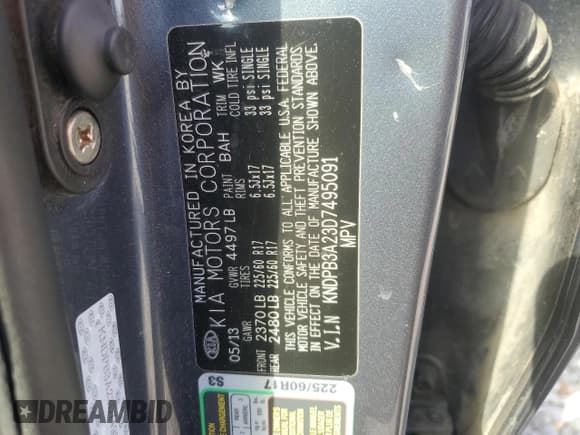 MANUFACTURED IN KOREA BY
KIA KIA MOTORS CORPORATION
05/13 GVWR 4497 LB PAINT BAH TRIM WK
GAWR TIRES RIMS COLD TIRE INFL
FRONT 2370 LB 225/60 R17 6.5Jx17 33 psi SINGLE
REAR 2480 LB 225/60 R17 6.5Jx17 33 psi SINGLE
THIS VEHICLE CONFORMS TO ALL APPLICABLE U.S.A. FEDERAL
MOTOR VEHICLE SAFETY AND THEFT PREVENTION STANDARDS
IN EFFECT ON THE DATE OF MANUFACTURE SHOWN ABOVE.
V.I.N KNDPB3A23D7495091
MPV
225/60R17
S3
DREAMBID